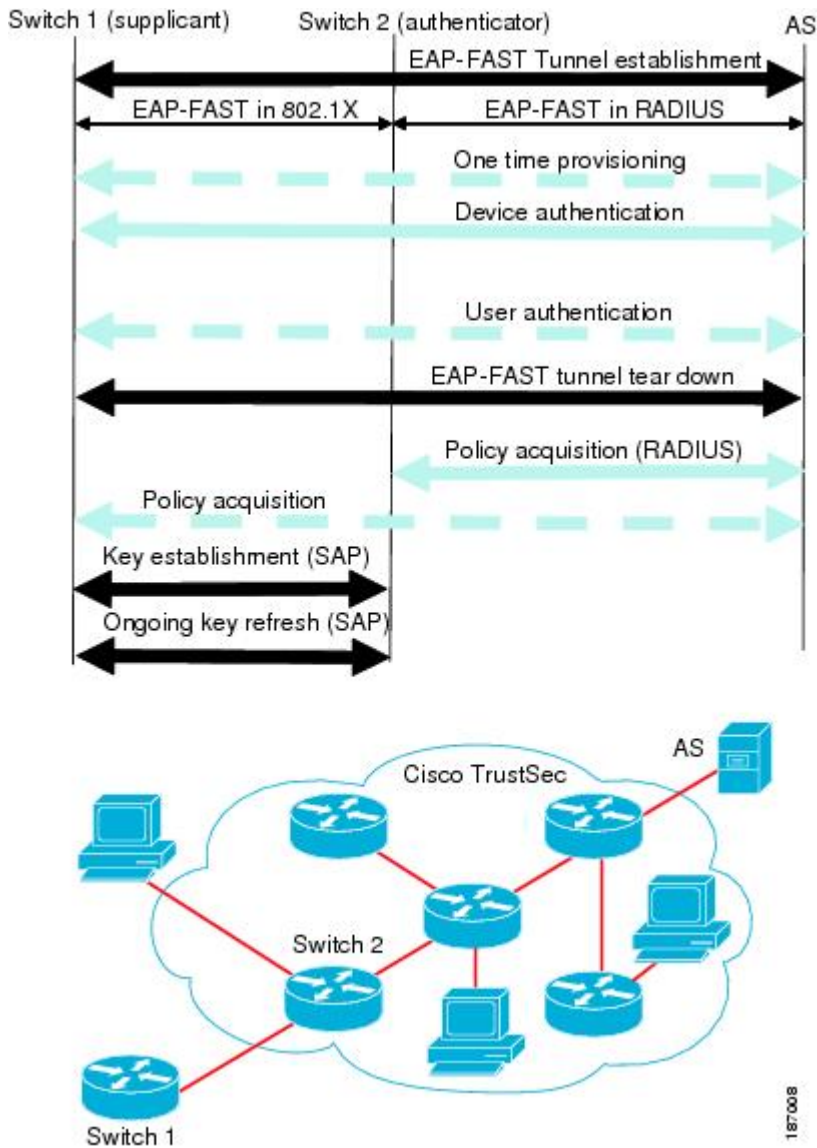 Switch 1 (supplicant) Switch 2 (authenticator) AS
EAP-FAST Tunnel establishment
EAP-FAST in 802.1X EAP-FAST in RADIUS
One time provisioning
Device authentication
User authentication
EAP-FAST tunnel tear down
Policy acquisition (RADIUS)
Policy acquisition
Key establishment (SAP)
Ongoing key refresh (SAP)
AS
Cisco TrustSec
Switch 2
Switch 1
187008